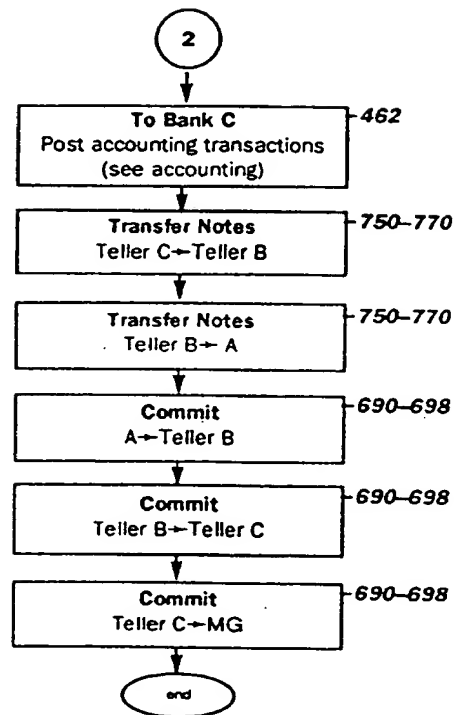 2
To Bank C
Post accounting transactions
(see accounting)
462
Transfer Notes
Teller C→Teller B
750–770
Transfer Notes
Teller B→ A
750–770
Commit
A→Teller B
690–698
Commit
Teller B→Teller C
690–698
Commit
Teller C→MG
690–698
end